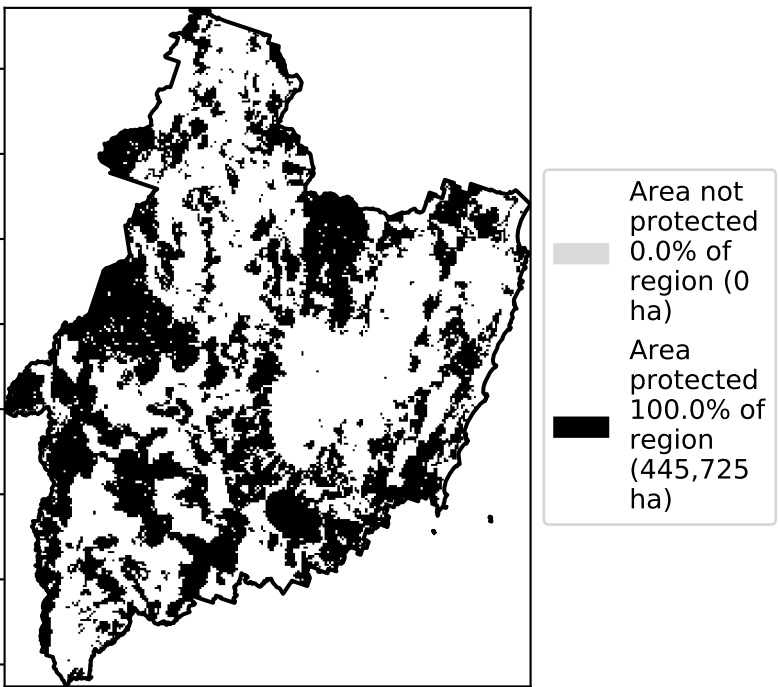 Area not
protected
0.0% of
region (0
ha)
Area
protected
100.0% of
region
(445,725
ha)